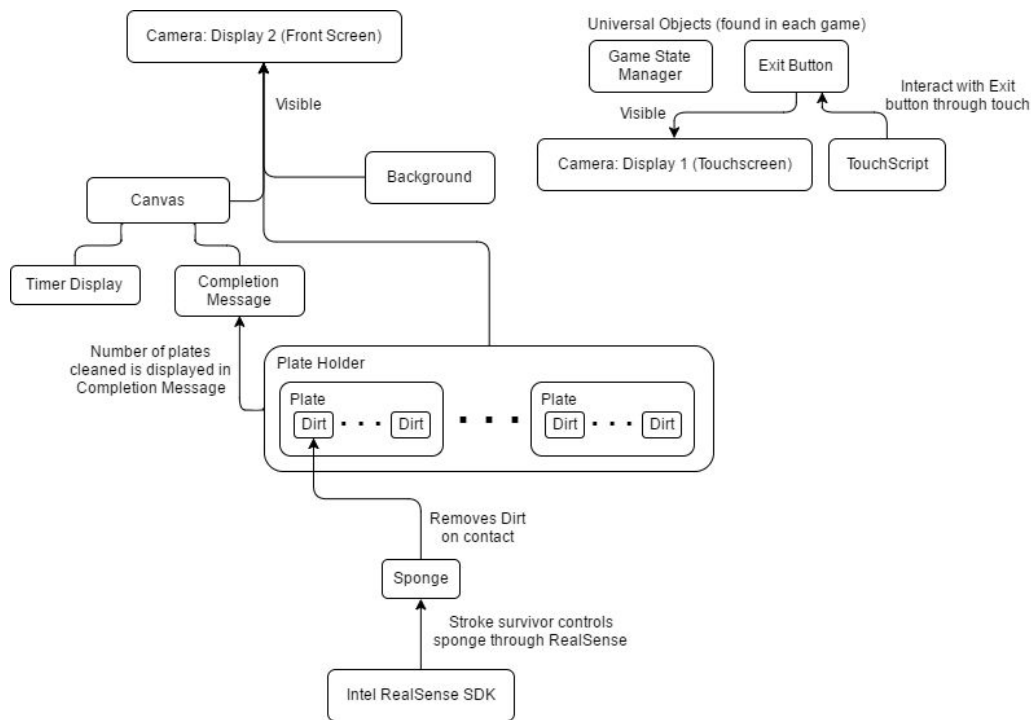 Camera: Display 2 (Front Screen)
Universal Objects (found in each game)
Game State
Manager
Exit Button
Interact with Exit
button through touch
Visible
Visible
Camera: Display 1 (Touchscreen)
TouchScript
Background
Canvas
Timer Display
Completion
Message
Number of plates
cleaned is displayed in
Completion Message
Plate Holder
Plate
Dirt . . . Dirt
. . .
Plate
Dirt . . . Dirt
Removes Dirt
on contact
Sponge
Stroke survivor controls
sponge through RealSense
Intel RealSense SDK